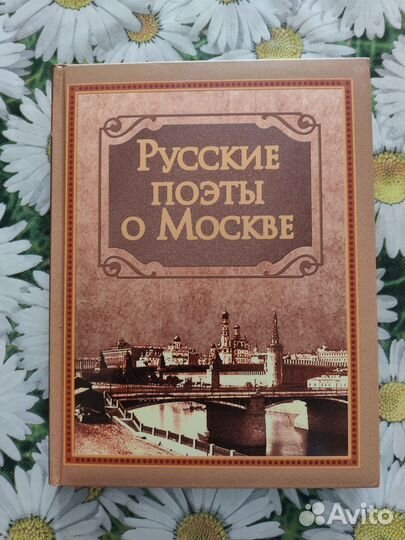 Русские
поэты
о Москве
Avito